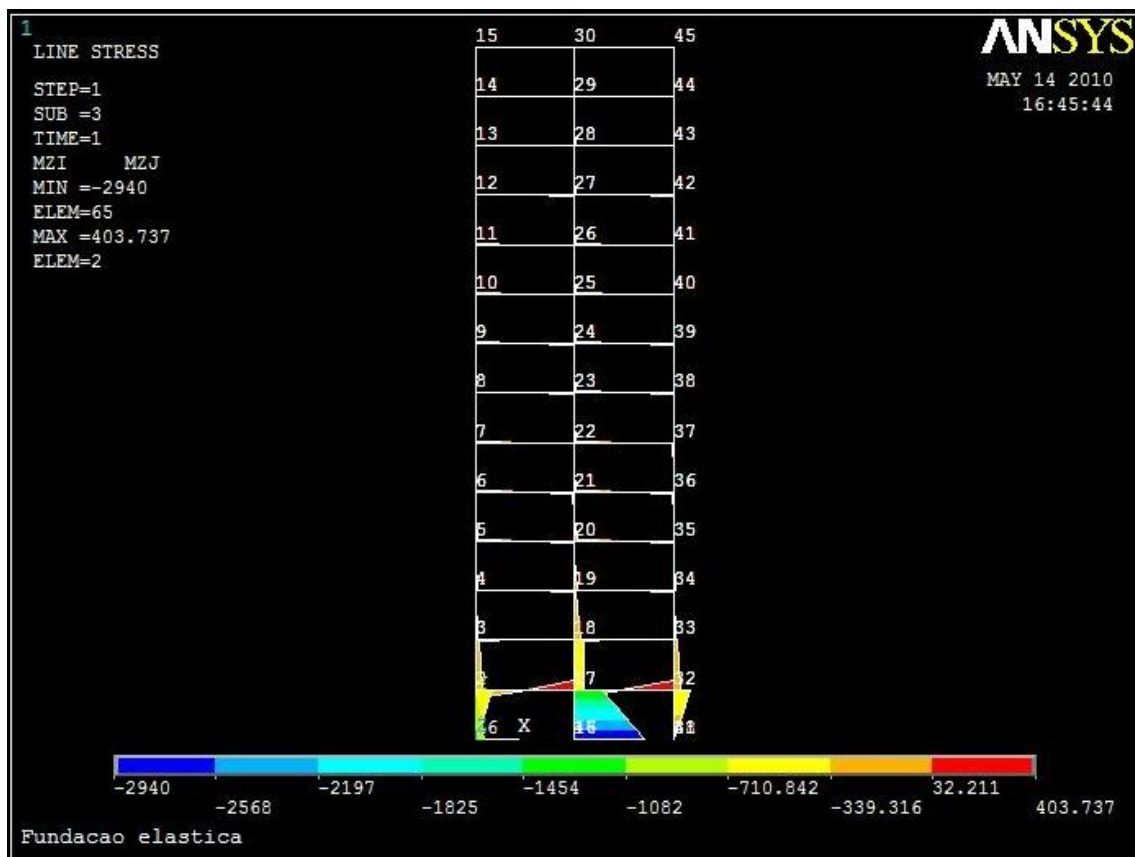 1
LINE STRESS
STEP=1
SUB =3
TIME=1
MZI MZJ
MIN =-2940
ELEM=65
MAX =403.737
ELEM=2
ANSYS
MAY 14 2010
16:45:44
15 30 45
14 29 44
13 28 43
12 27 42
11 26 41
10 25 40
9 24 39
8 23 38
7 22 37
6 21 36
5 20 35
4 19 34
3 18 33
2 17 32
X
-2940 -2197 -1454 -710.842 32.211
-2568 -1825 -1082 -339.316 403.737
Fundacao elastica